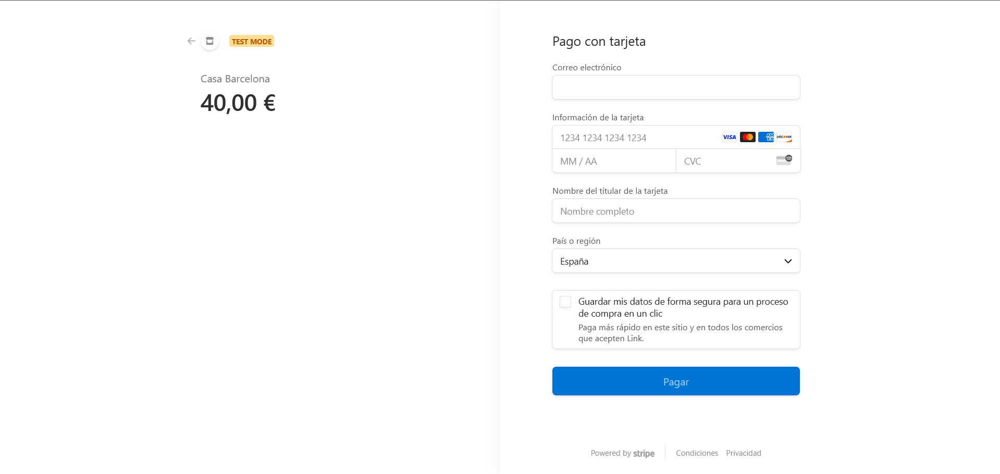 TEST MODE
Casa Barcelona
40,00 €
Pago con tarjeta
Correo electrónico
Información de la tarjeta
1234 1234 1234 1234
VISA
AM
EX
DISCOVER
MM / AA
CVC
135
Nombre del titular de la tarjeta
Nombre completo
País o región
España
Guardar mis datos de forma segura para un proceso
de compra en un clic
Paga más rápido en este sitio y en todos los comercios
que acepten Link.
Pagar
Powered by stripe
Condiciones
Privacidad